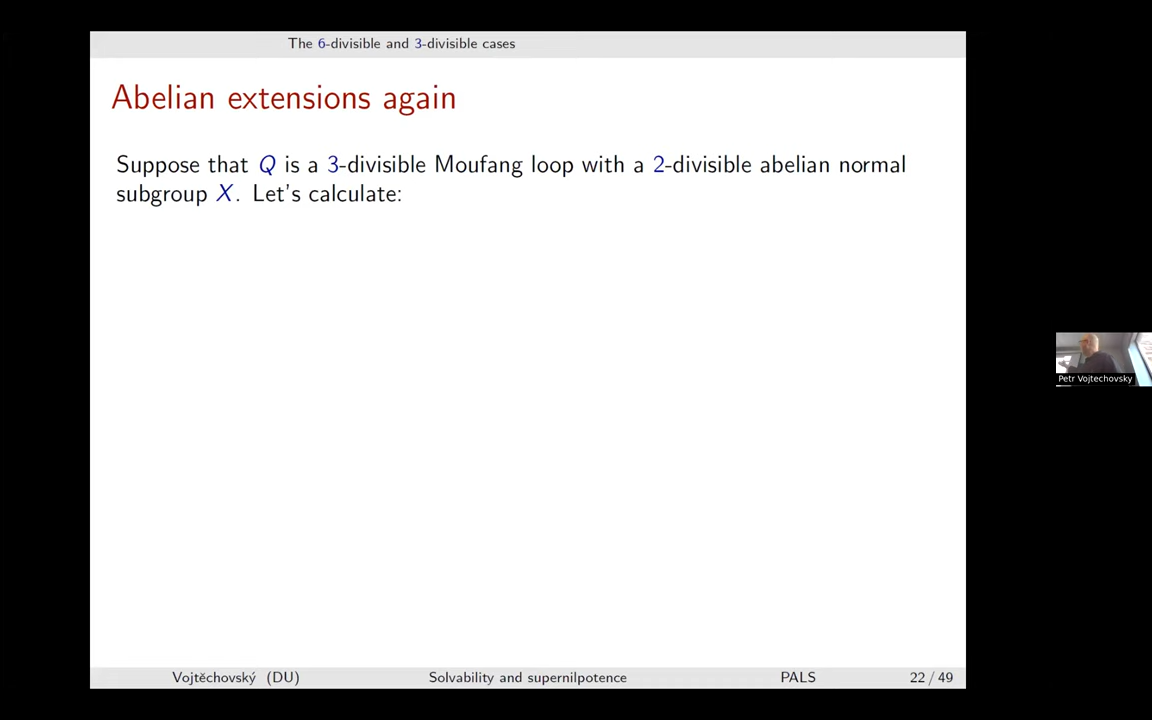 The 6-divisible and 3-divisible cases
Abelian extensions again
Suppose that Q is a 3-divisible Moufang loop with a 2-divisible abelian normal
subgroup X. Let's calculate:
Petr Vojtechovsky
Vojtěchovský (DU) Solvability and supernilpotence PALS 22 / 49